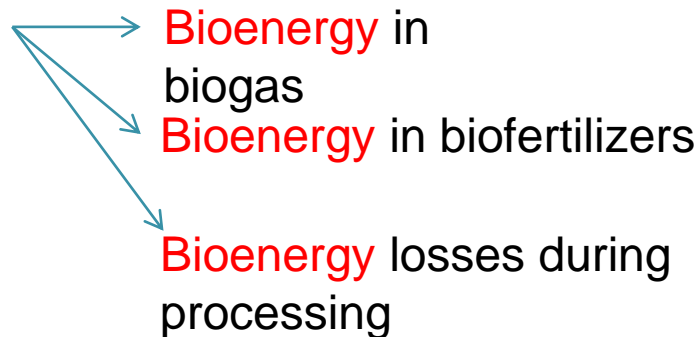 Bioenergy in
biogas
Bioenergy in biofertilizers
Bioenergy losses during
processing